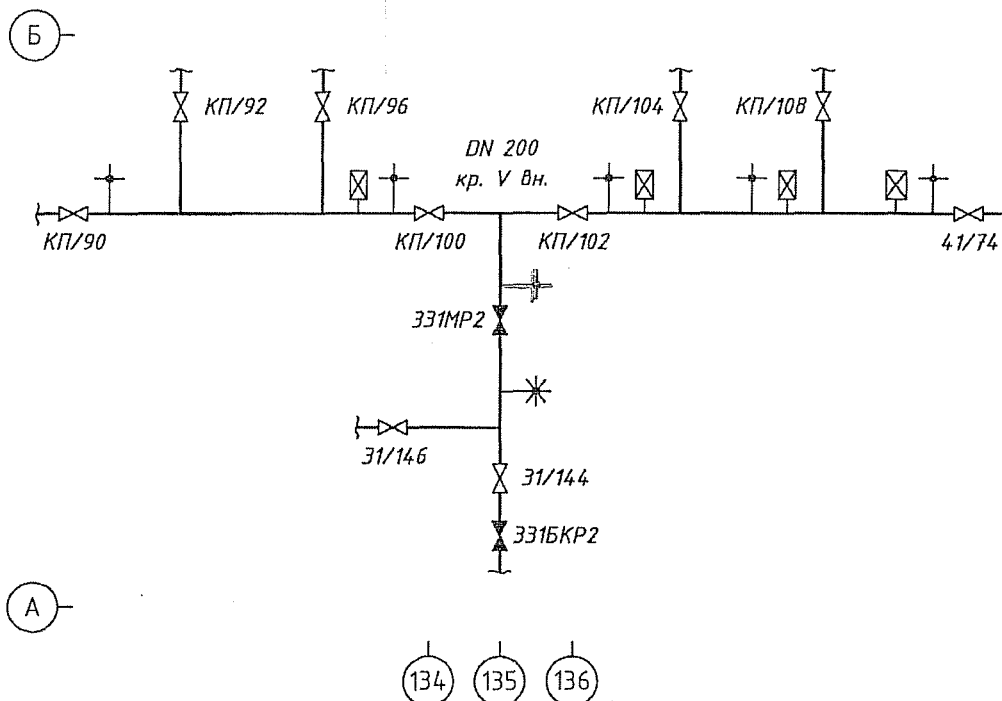 Б
КП/92
КП/96
КП/104
КП/108
DN 200
кр. V вн.
КП/90
КП/100
КП/102
41/74
331МР2
31/146
31/144
331БКР2
А
134
135
136